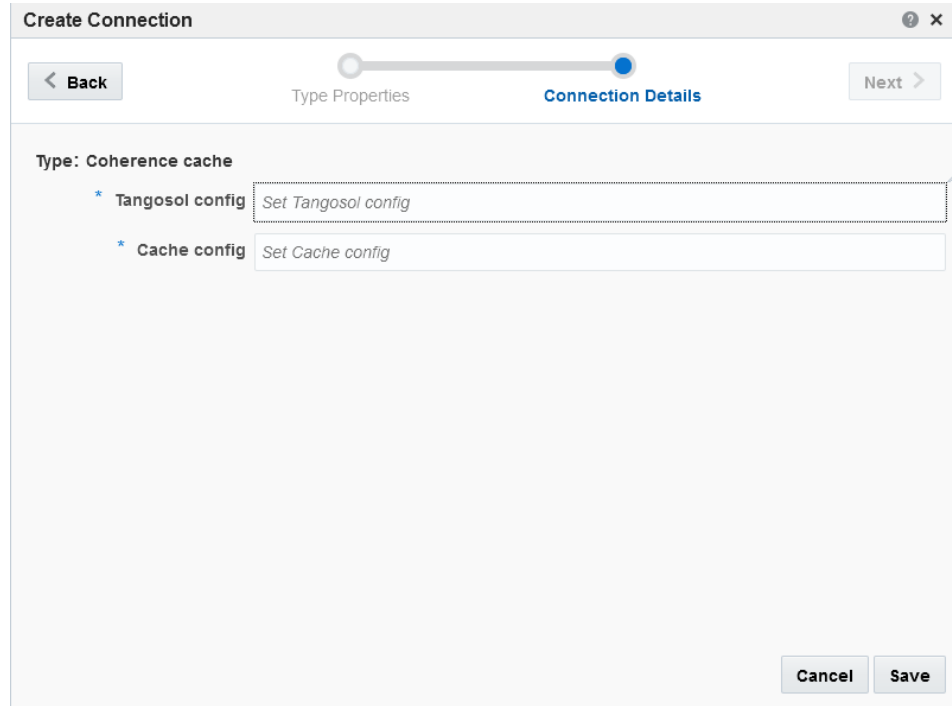 Create Connection
Back
Type Properties
Connection Details
Next
Type: Coherence cache
* Tangosol config
Set Tangosol config
* Cache config
Set Cache config
Cancel
Save